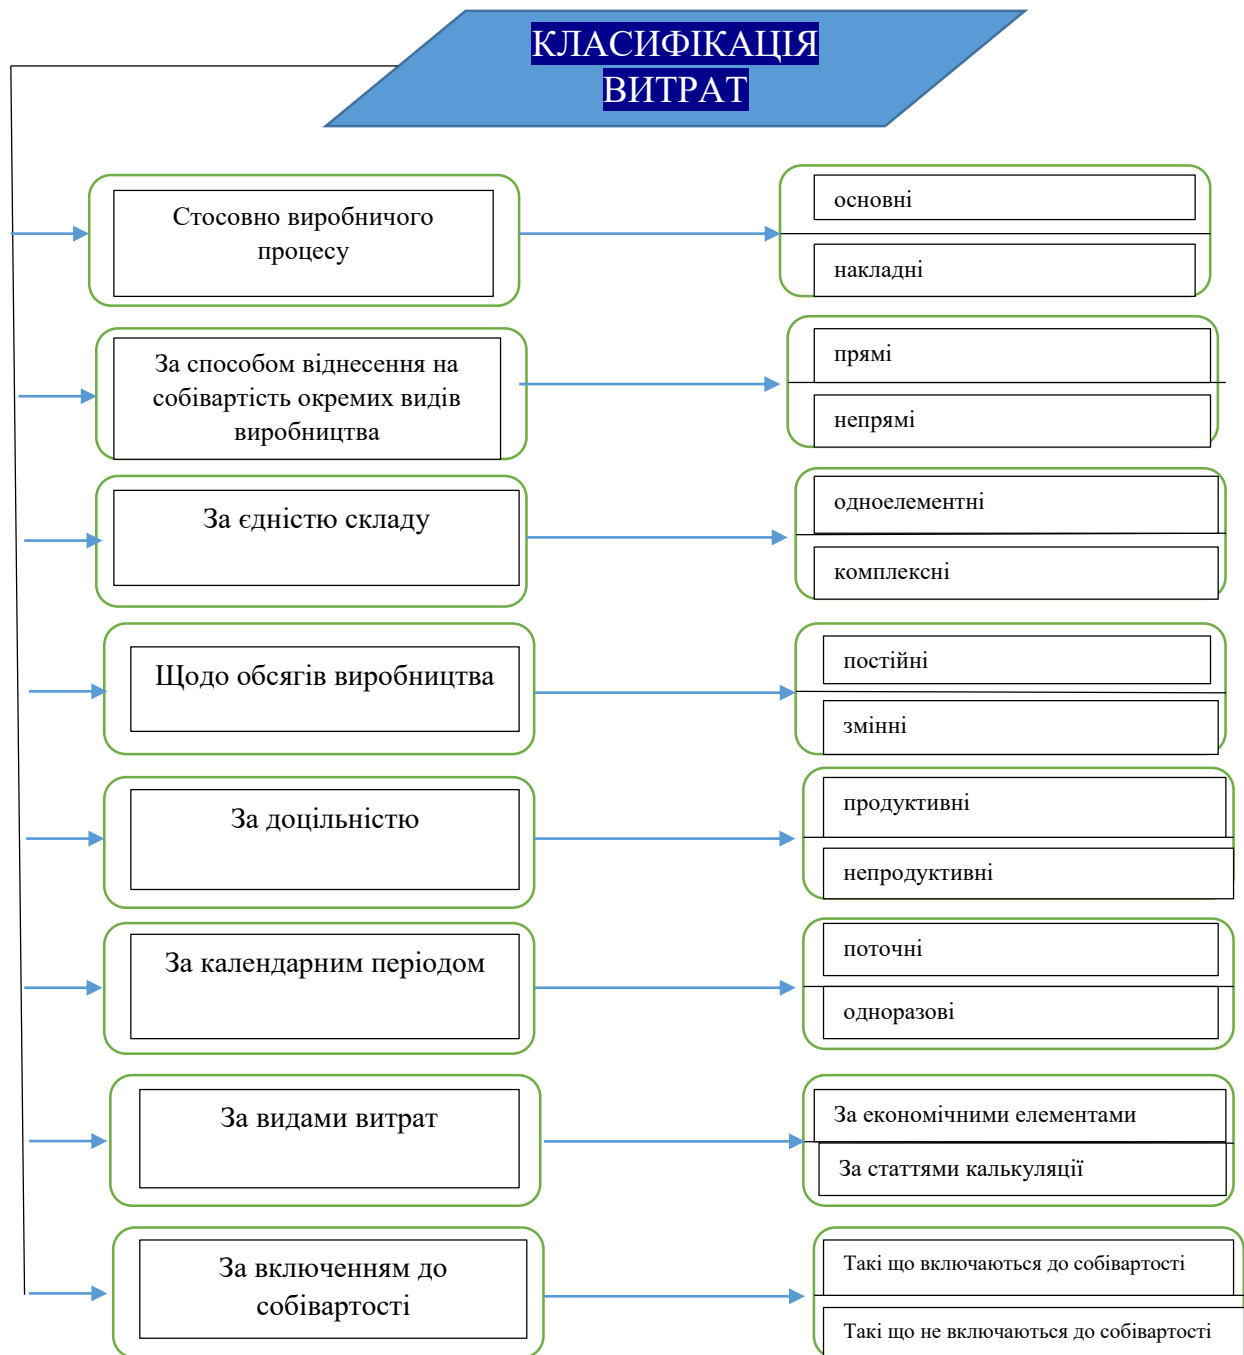 КЛАСИФІКАЦІЯ
ВИТРАТ
Стосовно виробничого
процесу
основні
накладні
За способом віднесення на
собівартість окремих видів
виробництва
прямі
непрямі
За єдністю складу
одноелементні
комплексні
Щодо обсягів виробництва
постійні
змінні
За доцільністю
продуктивні
непродуктивні
За календарним періодом
поточні
одноразові
За видами витрат
За економічними елементами
За статтями калькуляції
За включенням до
собівартості
Такі що включаються до собівартості
Такі що не включаються до собівартості